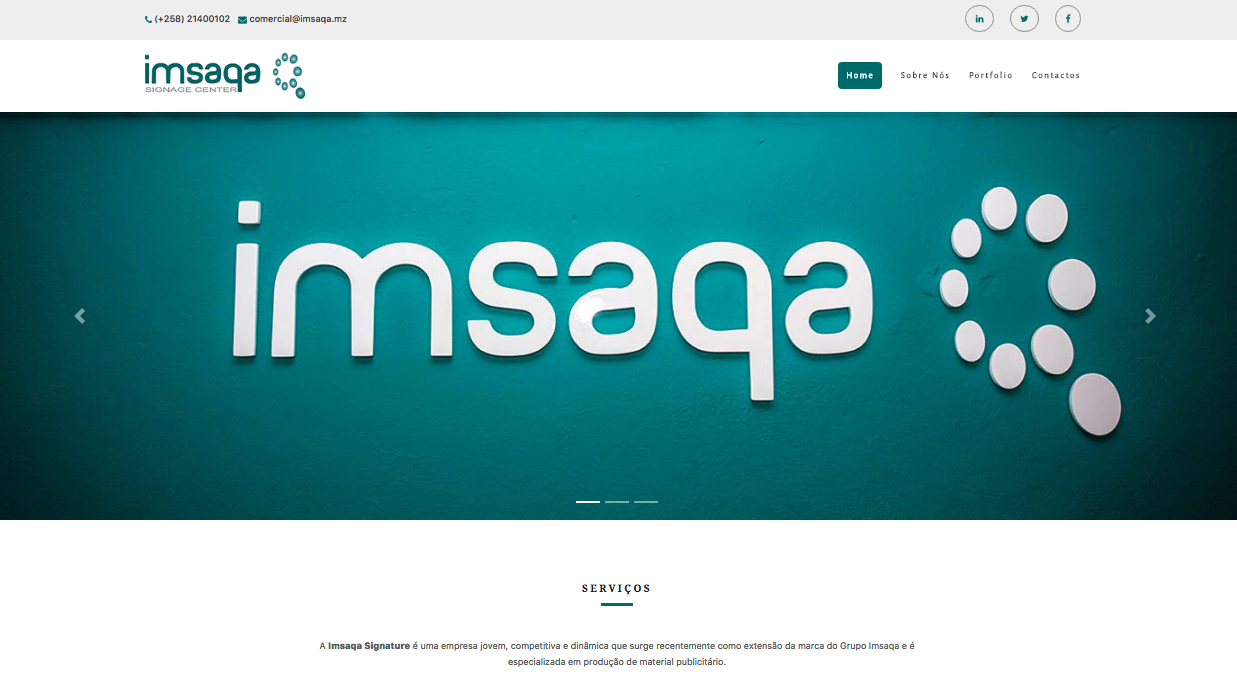 (+258) 21400102 comercial@imsaqa.mz
imsaqa
SIGNAGE CENTER
Home Sobre Nós Portfolio Contactos
imsaqa
SERVIÇOS
A Imsaqa Signature é uma empresa jovem, competitiva e dinâmica que surge recentemente como extensão da marca do Grupo Imsaqa e é
especializada em produção de material publicitário.